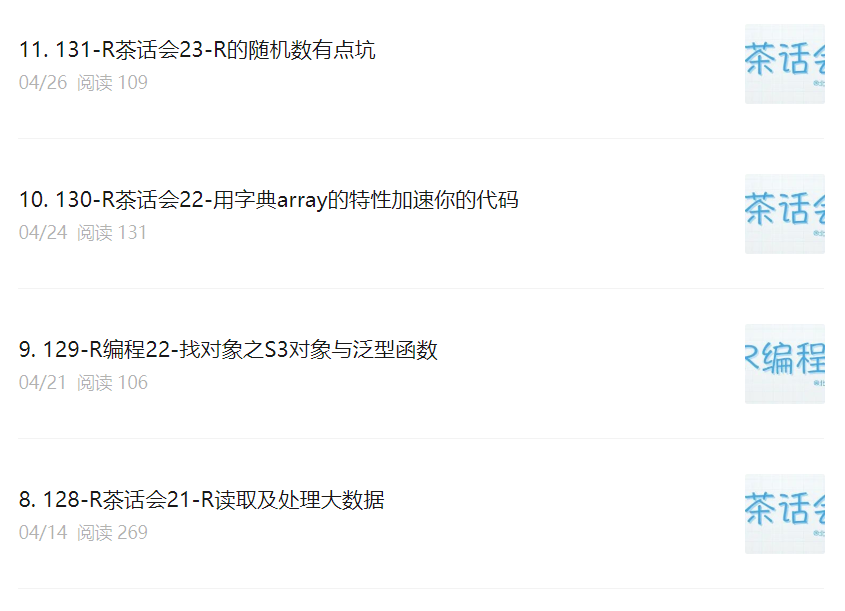 11. 131-R茶话会23-R的随机数有点坑
04/26 阅读 109
茶话会
10. 130-R茶话会22-用字典array的特性加速你的代码
04/24 阅读 131
茶话会
9. 129-R编程22-找对象之S3对象与泛型函数
04/21 阅读 106
R编程
8. 128-R茶话会21-R读取及处理大数据
04/14 阅读 269
茶话会